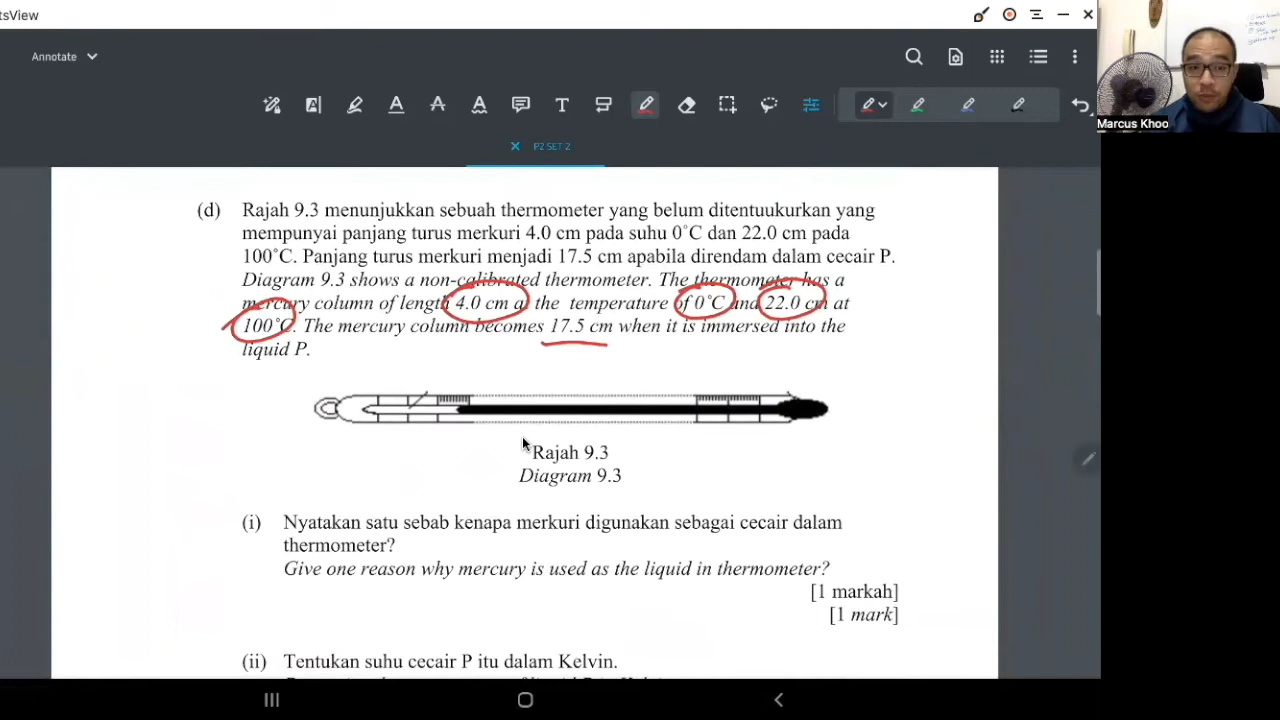 tsView
Annotate
Marcus Khoo
P2 SET 2
(d) Rajah 9.3 menunjukkan sebuah thermometer yang belum ditentuukurkan yang
mempunyai panjang turus merkuri 4.0 cm pada suhu 0˚C dan 22.0 cm pada
100˚C. Panjang turus merkuri menjadi 17.5 cm apabila direndam dalam cecair P.
Diagram 9.3 shows a non-calibrated thermometer. The thermometer has a
mercury column of length 4.0 cm a the temperature of 0˚C and 22.0 cm at
100˚C. The mercury column becomes 17.5 cm when it is immersed into the
liquid P.
Rajah 9.3
Diagram 9.3
(i) Nyatakan satu sebab kenapa merkuri digunakan sebagai cecair dalam
thermometer?
Give one reason why mercury is used as the liquid in thermometer?
[1 markah]
[1 mark]
(ii) Tentukan suhu cecair P itu dalam Kelvin.